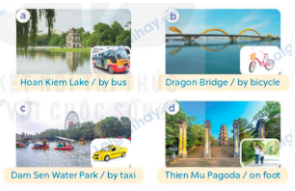 a
Hoan Kiem Lake / by bus
b
Dragon Bridge / by bicycle
c
Dam Sen Water Park / by taxi
d
Thien Mu Pagoda / on foot